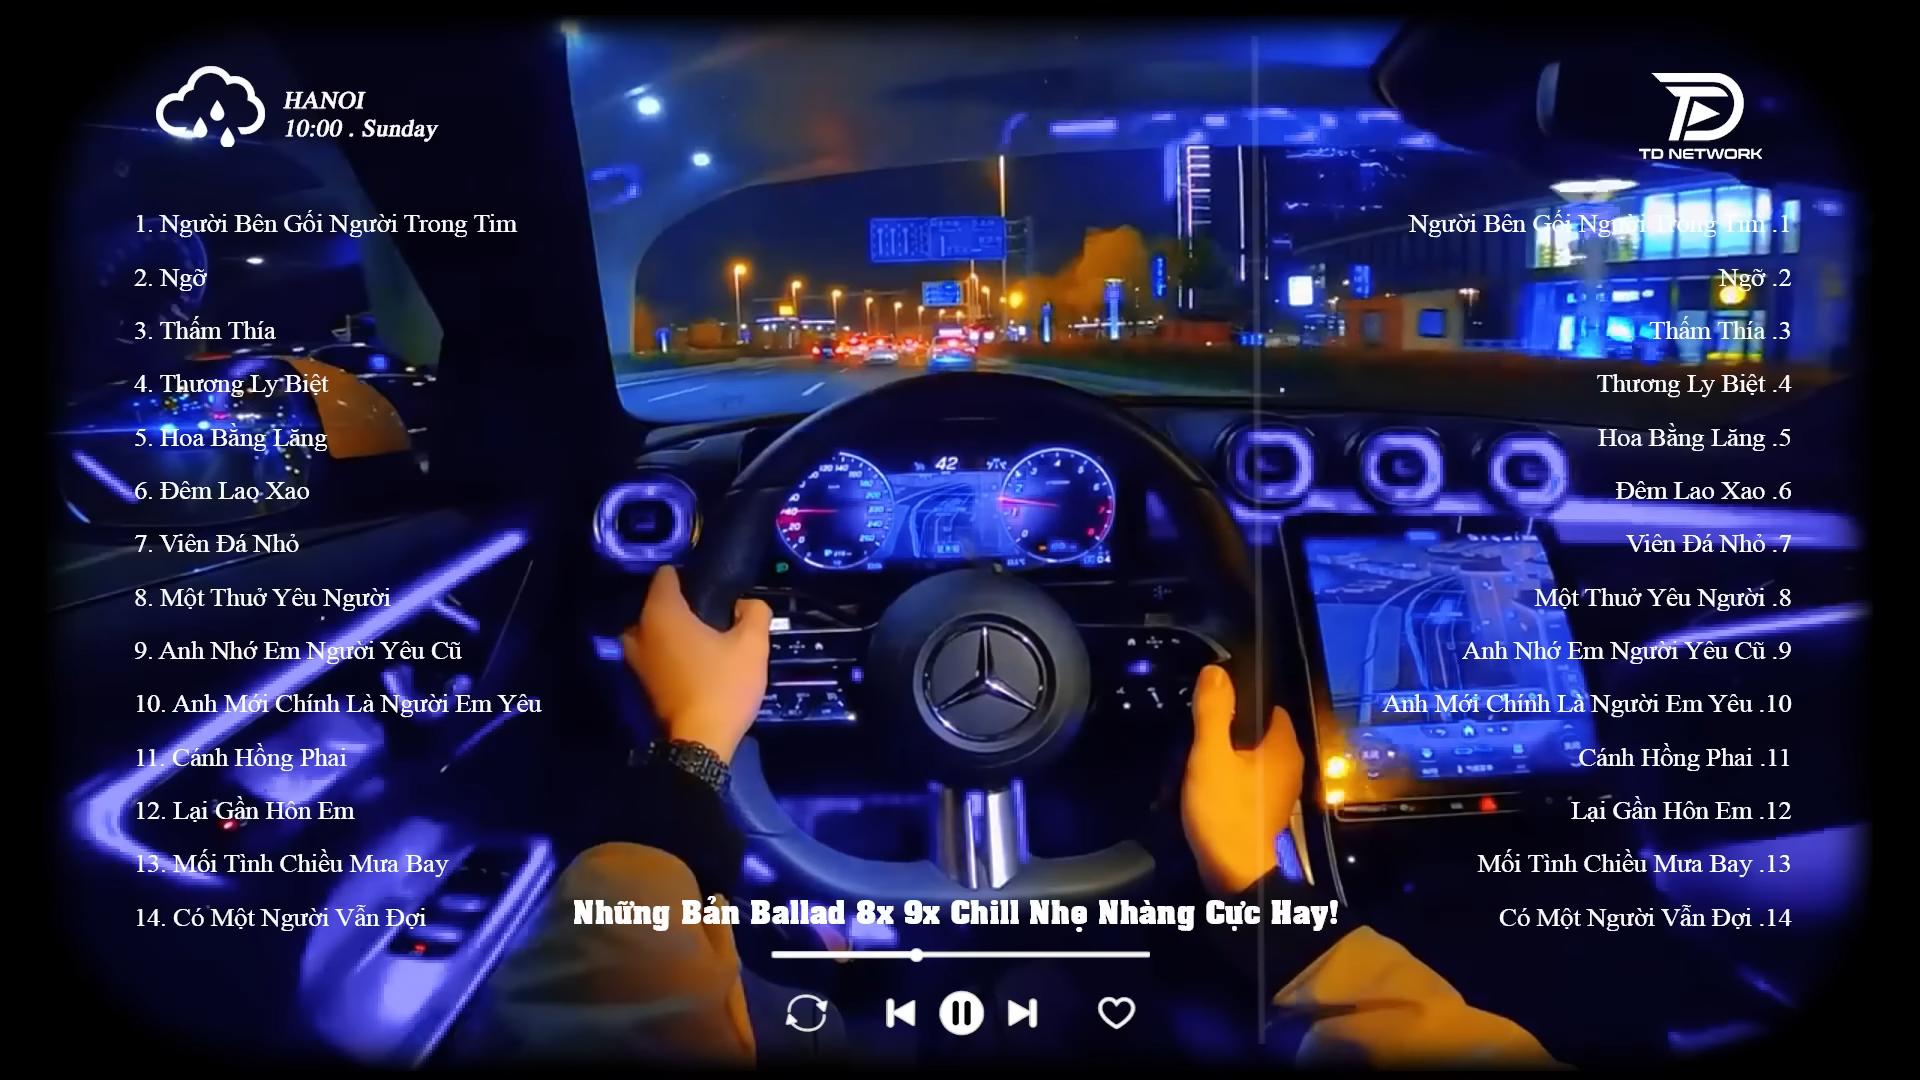 HANOI
10:00 . Sunday
TD NETWORK
1. Người Bên Gối Người Trong Tim
2. Ngỡ
3. Thấm Thía
4. Thương Ly Biệt
5. Hoa Bằng Lăng
6. Đêm Lao Xao
7. Viên Đá Nhỏ
8. Một Thuở Yêu Người
9. Anh Nhớ Em Người Yêu Cũ
10. Anh Mới Chính Là Người Em Yêu
11. Cánh Hồng Phai
12. Lại Gần Hôn Em
13. Mối Tình Chiều Mưa Bay
14. Có Một Người Vẫn Đợi
Người Bên Gối Người Trong Tim .1
Ngỡ .2
Thấm Thía .3
Thương Ly Biệt .4
Hoa Bằng Lăng .5
Đêm Lao Xao .6
Viên Đá Nhỏ .7
Một Thuở Yêu Người .8
Anh Nhớ Em Người Yêu Cũ .9
Anh Mới Chính Là Người Em Yêu .10
Cánh Hồng Phai .11
Lại Gần Hôn Em .12
Mối Tình Chiều Mưa Bay .13
Có Một Người Vẫn Đợi .14
42
Những Bản Ballad 8x 9x Chill Nhẹ Nhàng Cực Hay!